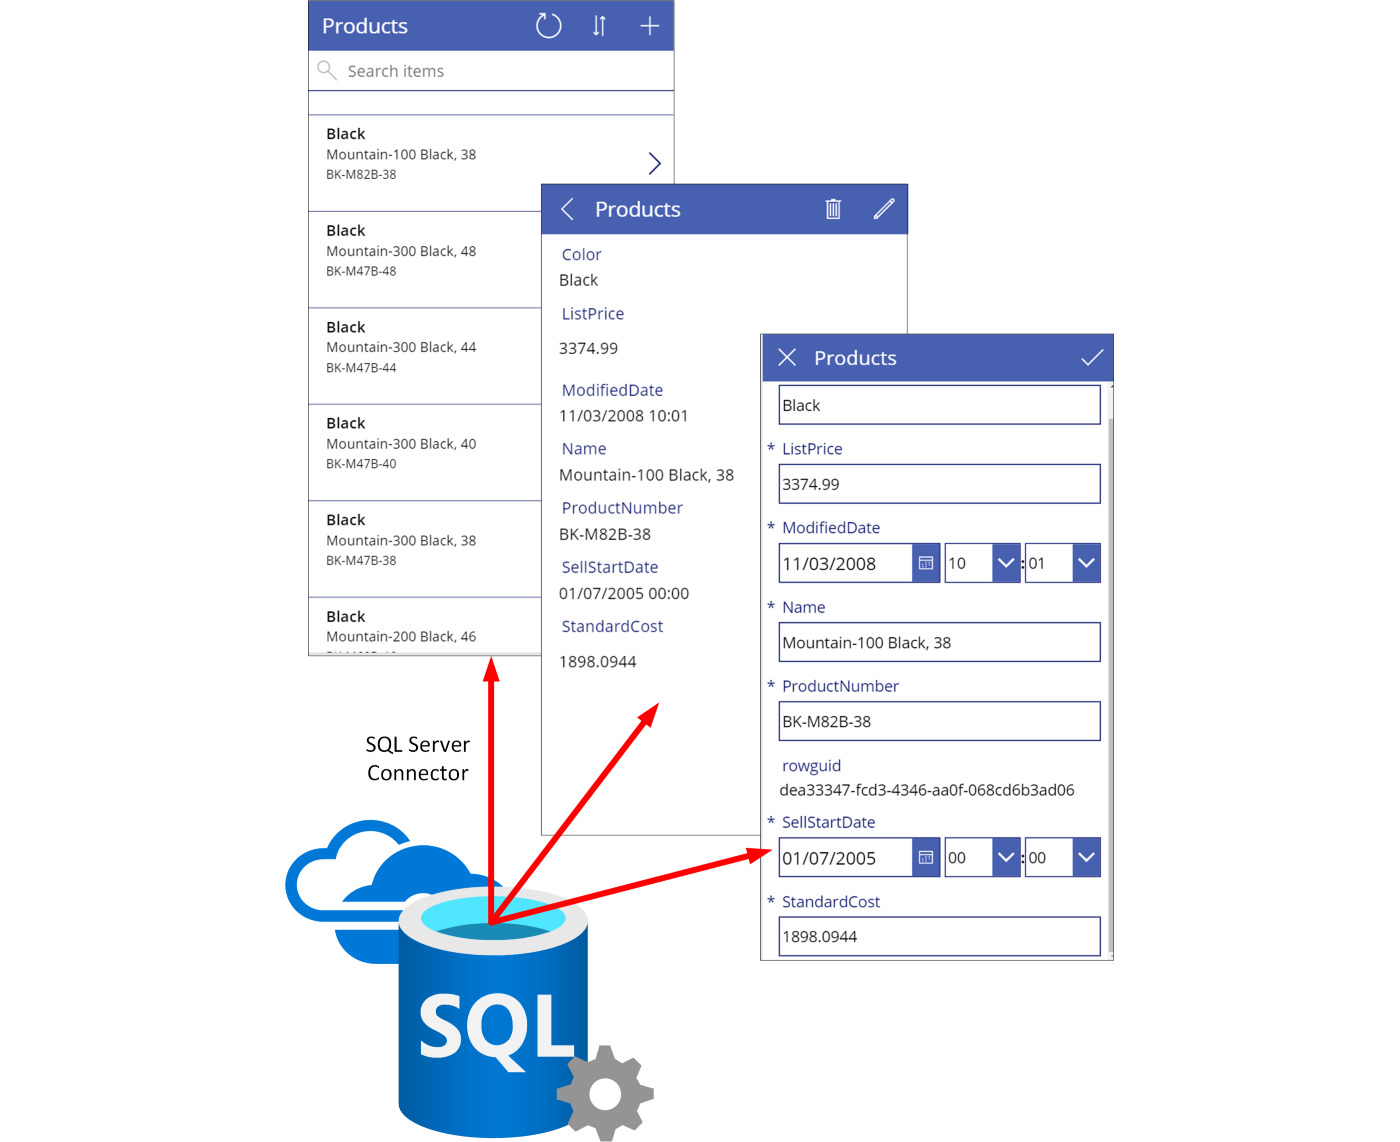 Products
Search items
Black
Mountain-100 Black, 38
BK-M82B-38
Black
Mountain-300 Black, 48
BK-M47B-48
Black
Mountain-300 Black, 44
BK-M47B-44
Black
Mountain-300 Black, 40
BK-M47B-40
Black
Mountain-300 Black, 38
BK-M47B-38
Black
Mountain-200 Black, 46
Products
Color
Black
ListPrice
3374.99
ModifiedDate
11/03/2008 10:01
Name
Mountain-100 Black, 38
ProductNumber
BK-M82B-38
SellStartDate
01/07/2005 00:00
StandardCost
1898.0944
Products
Black
* ListPrice
3374.99
* ModifiedDate
11/03/2008 10 : 01
* Name
Mountain-100 Black, 38
* ProductNumber
BK-M82B-38
rowguid
dea33347-fcd3-4346-aa0f-068cd6b3ad06
* SellStartDate
01/07/2005 00 : 00
* StandardCost
1898.0944
SQL Server
Connector
SQL